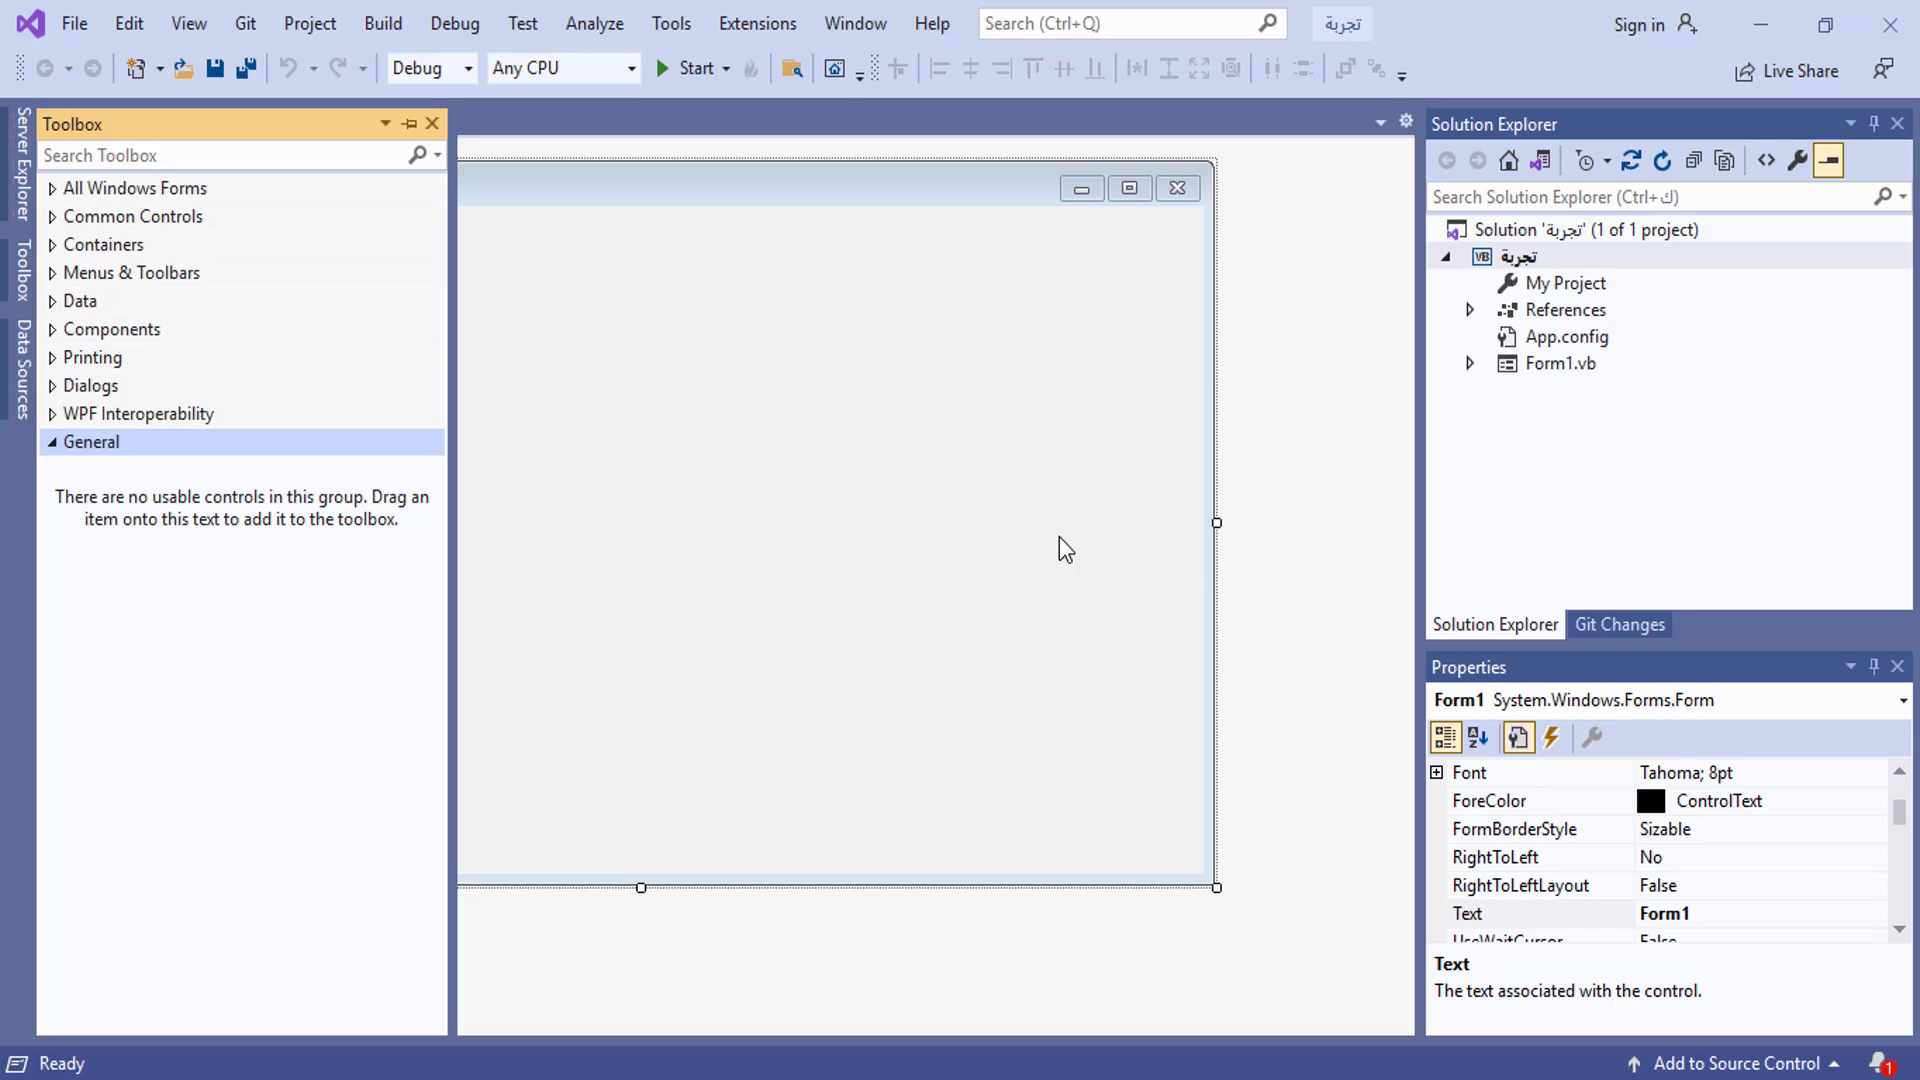 File Edit View Git Project Build Debug Test Analyze Tools Extensions Window Help Search (Ctrl+Q) تجربة Sign in
Debug Any CPU Start Live Share
Server Explorer
Toolbox
Data Sources
Toolbox
Search Toolbox
All Windows Forms
Common Controls
Containers
Menus & Toolbars
Data
Components
Printing
Dialogs
WPF Interoperability
General
There are no usable controls in this group. Drag an
item onto this text to add it to the toolbox.
Solution Explorer
Search Solution Explorer (Ctrl+ك)
Solution 'تجربة' (1 of 1 project)
VB تجربة
My Project
References
App.config
Form1.vb
Solution Explorer Git Changes
Properties
Form1 System.Windows.Forms.Form
Font Tahoma; 8pt
ForeColor ControlText
FormBorderStyle Sizable
RightToLeft No
RightToLeftLayout False
Text Form1
UseWaitCursor False
Text
The text associated with the control.
Ready Add to Source Control 1